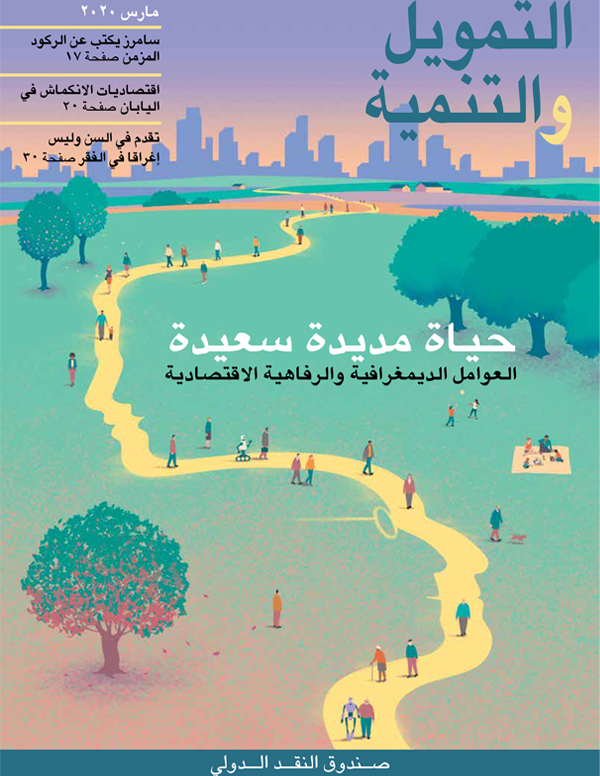 التمويل
والتنمية
مارس ٢٠٢٠
سامرز يكتب عن الركود
المزمن صفحة ١٧
اقتصاديات الانكماش في
اليابان صفحة ٢٠
تقدم في السن وليس
إغراقا في الفقر صفحة ٣٠
حياة مديدة سعيدة
العوامل الديمغرافية والرفاهية الاقتصادية
صندوق النقد الدولي